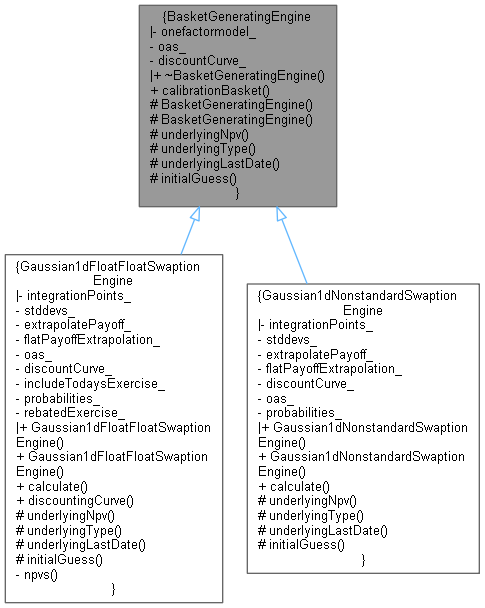 {BasketGeneratingEngine
|- onefactormodel_
- oas_
- discountCurve_
|+ ~BasketGeneratingEngine()
+ calibrationBasket()
# BasketGeneratingEngine()
# BasketGeneratingEngine()
# underlyingNpv()
# underlyingType()
# underlyingLastDate()
# initialGuess()
}
{Gaussian1dFloatFloatSwaption
Engine
|- integrationPoints_
- stddevs_
- extrapolatePayoff_
- flatPayoffExtrapolation_
- oas_
- discountCurve_
- includeTodaysExercise_
- probabilities_
- rebatedExercise_
|+ Gaussian1dFloatFloatSwaption
Engine()
+ Gaussian1dFloatFloatSwaption
Engine()
+ calculate()
+ discountingCurve()
# underlyingNpv()
# underlyingType()
# underlyingLastDate()
# initialGuess()
- npvs()
}
{Gaussian1dNonstandardSwaption
Engine
|- integrationPoints_
- stddevs_
- extrapolatePayoff_
- flatPayoffExtrapolation_
- discountCurve_
- oas_
- probabilities_
|+ Gaussian1dNonstandardSwaption
Engine()
+ Gaussian1dNonstandardSwaption
Engine()
+ calculate()
# underlyingNpv()
# underlyingType()
# underlyingLastDate()
# initialGuess()
}